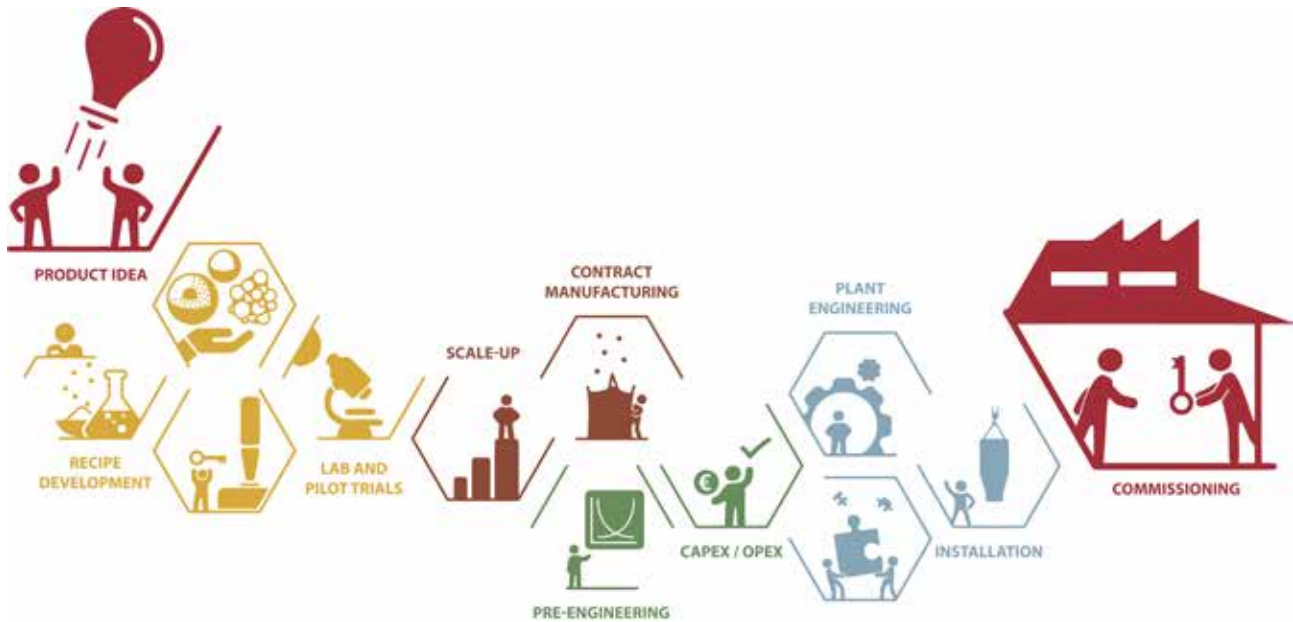 PRODUCT IDEA
RECIPE
DEVELOPMENT
LAB AND
PILOT TRIALS
SCALE-UP
CONTRACT
MANUFACTURING
PRE-ENGINEERING
€
CAPEX / OPEX
PLANT
ENGINEERING
INSTALLATION
COMMISSIONING